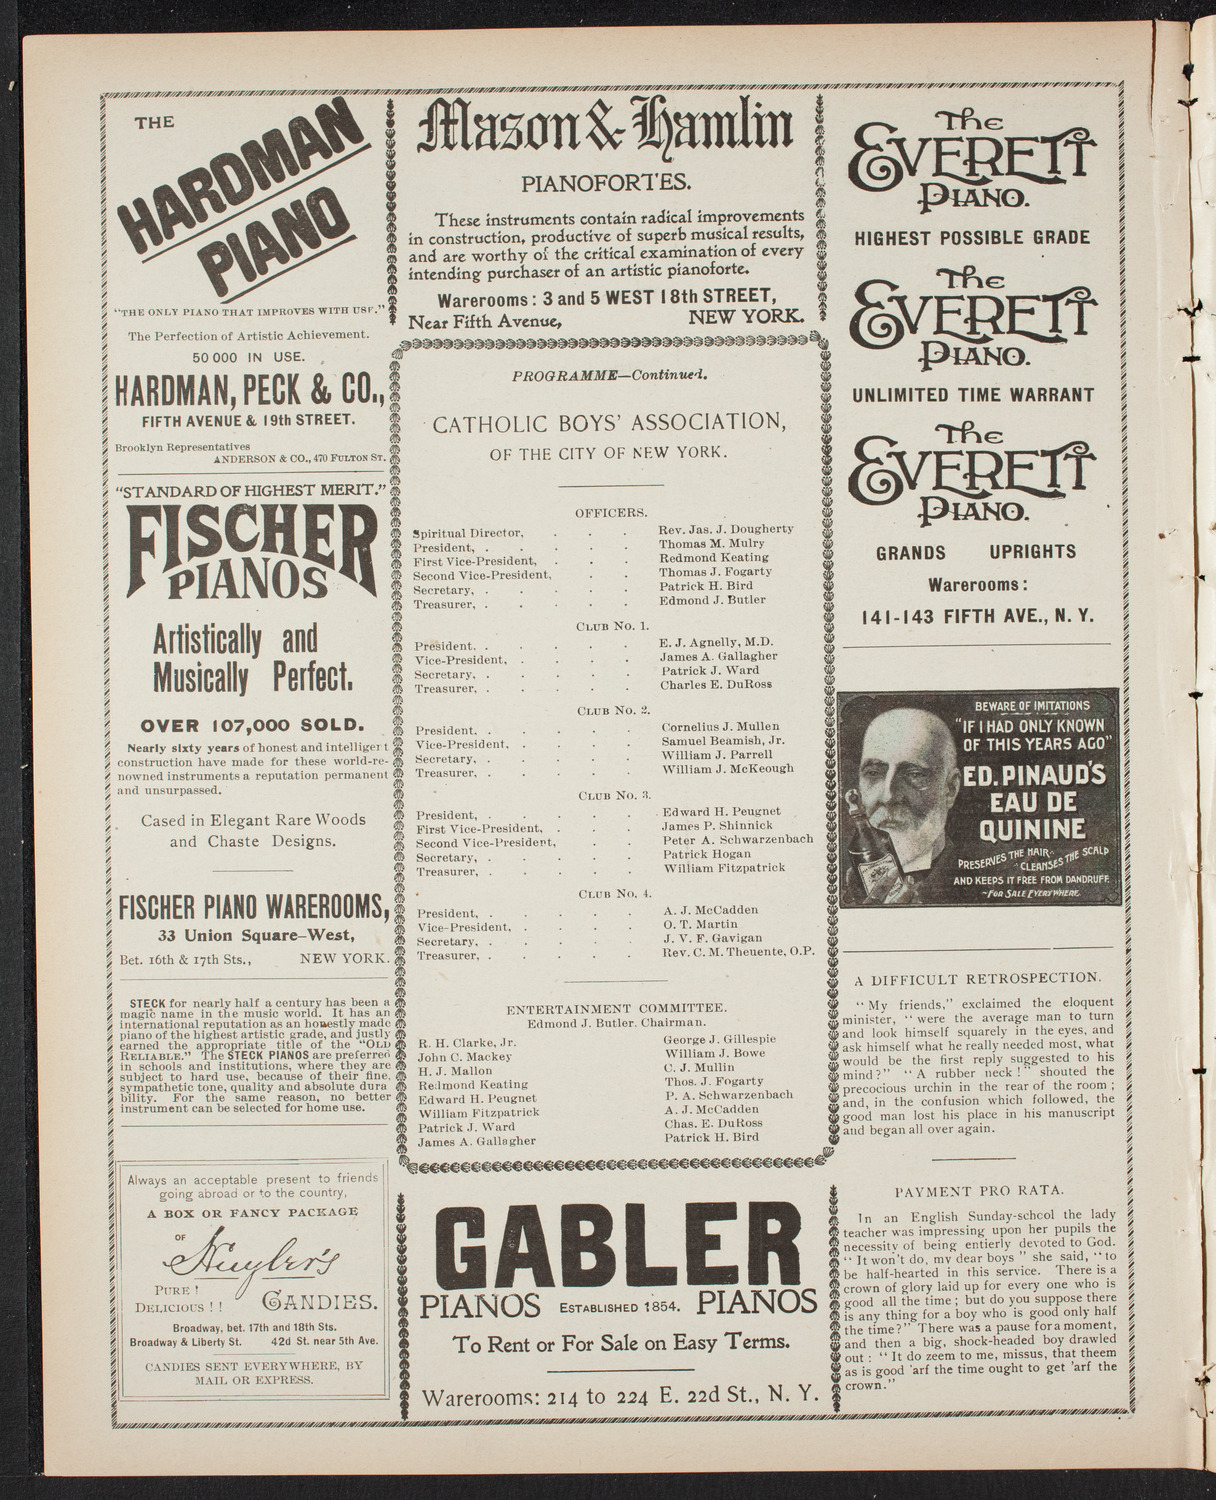 THE
HARDMAN
PIANO
"THE ONLY PIANO THAT IMPROVES WITH USE."
The Perfection of Artistic Achievement.
50 000 IN USE.
HARDMAN, PECK & CO.,
FIFTH AVENUE & 19th STREET.
Brooklyn Representatives
ANDERSON & CO., 470 FULTON ST.
"STANDARD OF HIGHEST MERIT."
FISCHER
PIANOS
Artistically and
Musically Perfect.
OVER 107,000 SOLD.
Nearly sixty years of honest and intelligent
construction have made for these world-re-
nowned instruments a reputation permanent
and unsurpassed.
Cased in Elegant Rare Woods
and Chaste Designs.
FISCHER PIANO WAREROOMS,
33 Union Square-West,
Bet. 16th & 17th Sts., NEW YORK.
STECK for nearly half a century has been a
magic name in the music world. It has an
international reputation as an honestly made
piano of the highest artistic grade, and justly
earned the appropriate title of the "OLD
RELIABLE." The STECK PIANOS are preferred
in schools and institutions, where they are
subject to hard use, because of their fine,
sympathetic tone, quality and absolute dura
bility. For the same reason, no better
instrument can be selected for home use.
Always an acceptable present to friends
going abroad or to the country,
A BOX OR FANCY PACKAGE
OF
Huyler's
PURE !
DELICIOUS ! !
CANDIES.
Broadway, bet. 17th and 18th Sts.
Broadway & Liberty St. 42d St. near 5th Ave.
CANDIES SENT EVERYWHERE, BY
MAIL OR EXPRESS.
Mason & Hamlin
PIANOFORTES.
These instruments contain radical improvements
in construction, productive of superb musical results,
and are worthy of the critical examination of every
intending purchaser of an artistic pianoforte.
Warerooms: 3 and 5 WEST 18th STREET,
Near Fifth Avenue, NEW YORK.
PROGRAMME—Continued.
CATHOLIC BOYS' ASSOCIATION,
OF THE CITY OF NEW YORK.
OFFICERS.
Spiritual Director, . . . Rev. Jas. J. Dougherty
President, . . . . . Thomas M. Mulry
First Vice-President, . . . Redmond Keating
Second Vice-President, . . Thomas J. Fogarty
Secretary, . . . . . Patrick H. Bird
Treasurer, . . . . . Edmond J. Butler
CLUB NO. 1.
President. . . . . . E. J. Agnelly, M.D.
Vice-President, . . . . James A. Gallagher
Secretary, . . . . . Patrick J. Ward
Treasurer, . . . . . Charles E. DuRoss
CLUB NO. 2.
President, . . . . . Cornelius J. Mullen
Vice-President, . . . . Samuel Beamish, Jr.
Secretary, . . . . . William J. Parrell
Treasurer, . . . . . William J. McKeough
CLUB NO. 3.
President, . . . . . Edward H. Peugnet
First Vice-President, . . . James P. Shinnick
Second Vice-President, . . Peter A. Schwarzenbach
Secretary, . . . . . Patrick Hogan
Treasurer, . . . . . William Fitzpatrick
CLUB NO. 4.
President, . . . . . A. J. McCadden
Vice-President, . . . . O. T. Martin
Secretary, . . . . . J. V. F. Gavigan
Treasurer, . . . . . Rev. C. M. Theuente, O.P.
ENTERTAINMENT COMMITTEE.
Edmond J. Butler, Chairman.
R. H. Clarke, Jr. George J. Gillespie
John C. Mackey William J. Bowe
H. J. Mallon C. J. Mullin
Redmond Keating Thos. J. Fogarty
Edward H. Peugnet P. A. Schwarzenbach
William Fitzpatrick A. J. McCadden
Patrick J. Ward Chas. E. DuRoss
James A. Gallagher Patrick H. Bird
GABLER
PIANOS ESTABLISHED 1854. PIANOS
To Rent or For Sale on Easy Terms.
Warerooms: 214 to 224 E. 22d St., N. Y.
The
EVERETT
PIANO.
HIGHEST POSSIBLE GRADE
The
EVERETT
PIANO.
UNLIMITED TIME WARRANT
The
EVERETT
PIANO.
GRANDS UPRIGHTS
Warerooms:
141-143 FIFTH AVE., N. Y.
BEWARE OF IMITATIONS
"IF I HAD ONLY KNOWN
OF THIS YEARS AGO"
ED. PINAUD'S
EAU DE
QUININE
PRESERVES THE HAIR
CLEANSES THE SCALP
AND KEEPS IT FREE FROM DANDRUFF.
~FOR SALE EVERYWHERE.
A DIFFICULT RETROSPECTION.
"My friends," exclaimed the eloquent
minister, "were the average man to turn
and look himself squarely in the eyes, and
ask himself what he really needed most, what
would be the first reply suggested to his
mind?" "A rubber neck!" shouted the
precocious urchin in the rear of the room;
and, in the confusion which followed, the
good man lost his place in his manuscript
and began all over again.
PAYMENT PRO RATA.
In an English Sunday-school the lady
teacher was impressing upon her pupils the
necessity of being entierly devoted to God.
"It won't do, my dear boys" she said, "to
be half-hearted in this service. There is a
crown of glory laid up for every one who is
good all the time; but do you suppose there
is any thing for a boy who is good only half
the time?" There was a pause for a moment,
and then a big, shock-headed boy drawled
out: "It do zeem to me, missus, that theem
as is good 'arf the time ought to get 'arf the
crown."